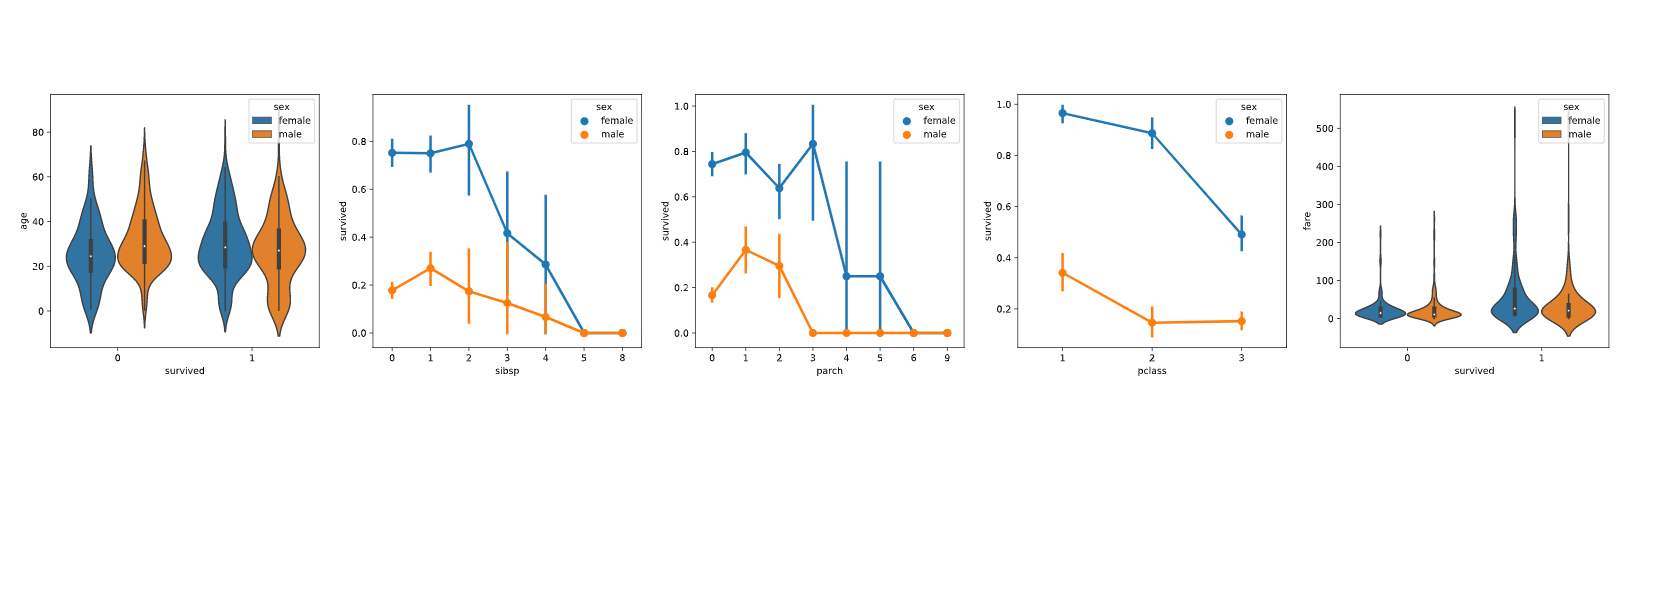 sex
female
male
80
60
40
20
0
age
0 1
survived
sex
female
male
0.8
0.6
0.4
0.2
0.0
survived
0 1 2 3 4 5 8
sibsp
sex
female
male
1.0
0.8
0.6
0.4
0.2
0.0
survived
0 1 2 3 4 5 6 9
parch
sex
female
male
1.0
0.8
0.6
0.4
0.2
survived
1 2 3
pclass
sex
female
male
500
400
300
200
100
0
fare
0 1
survived